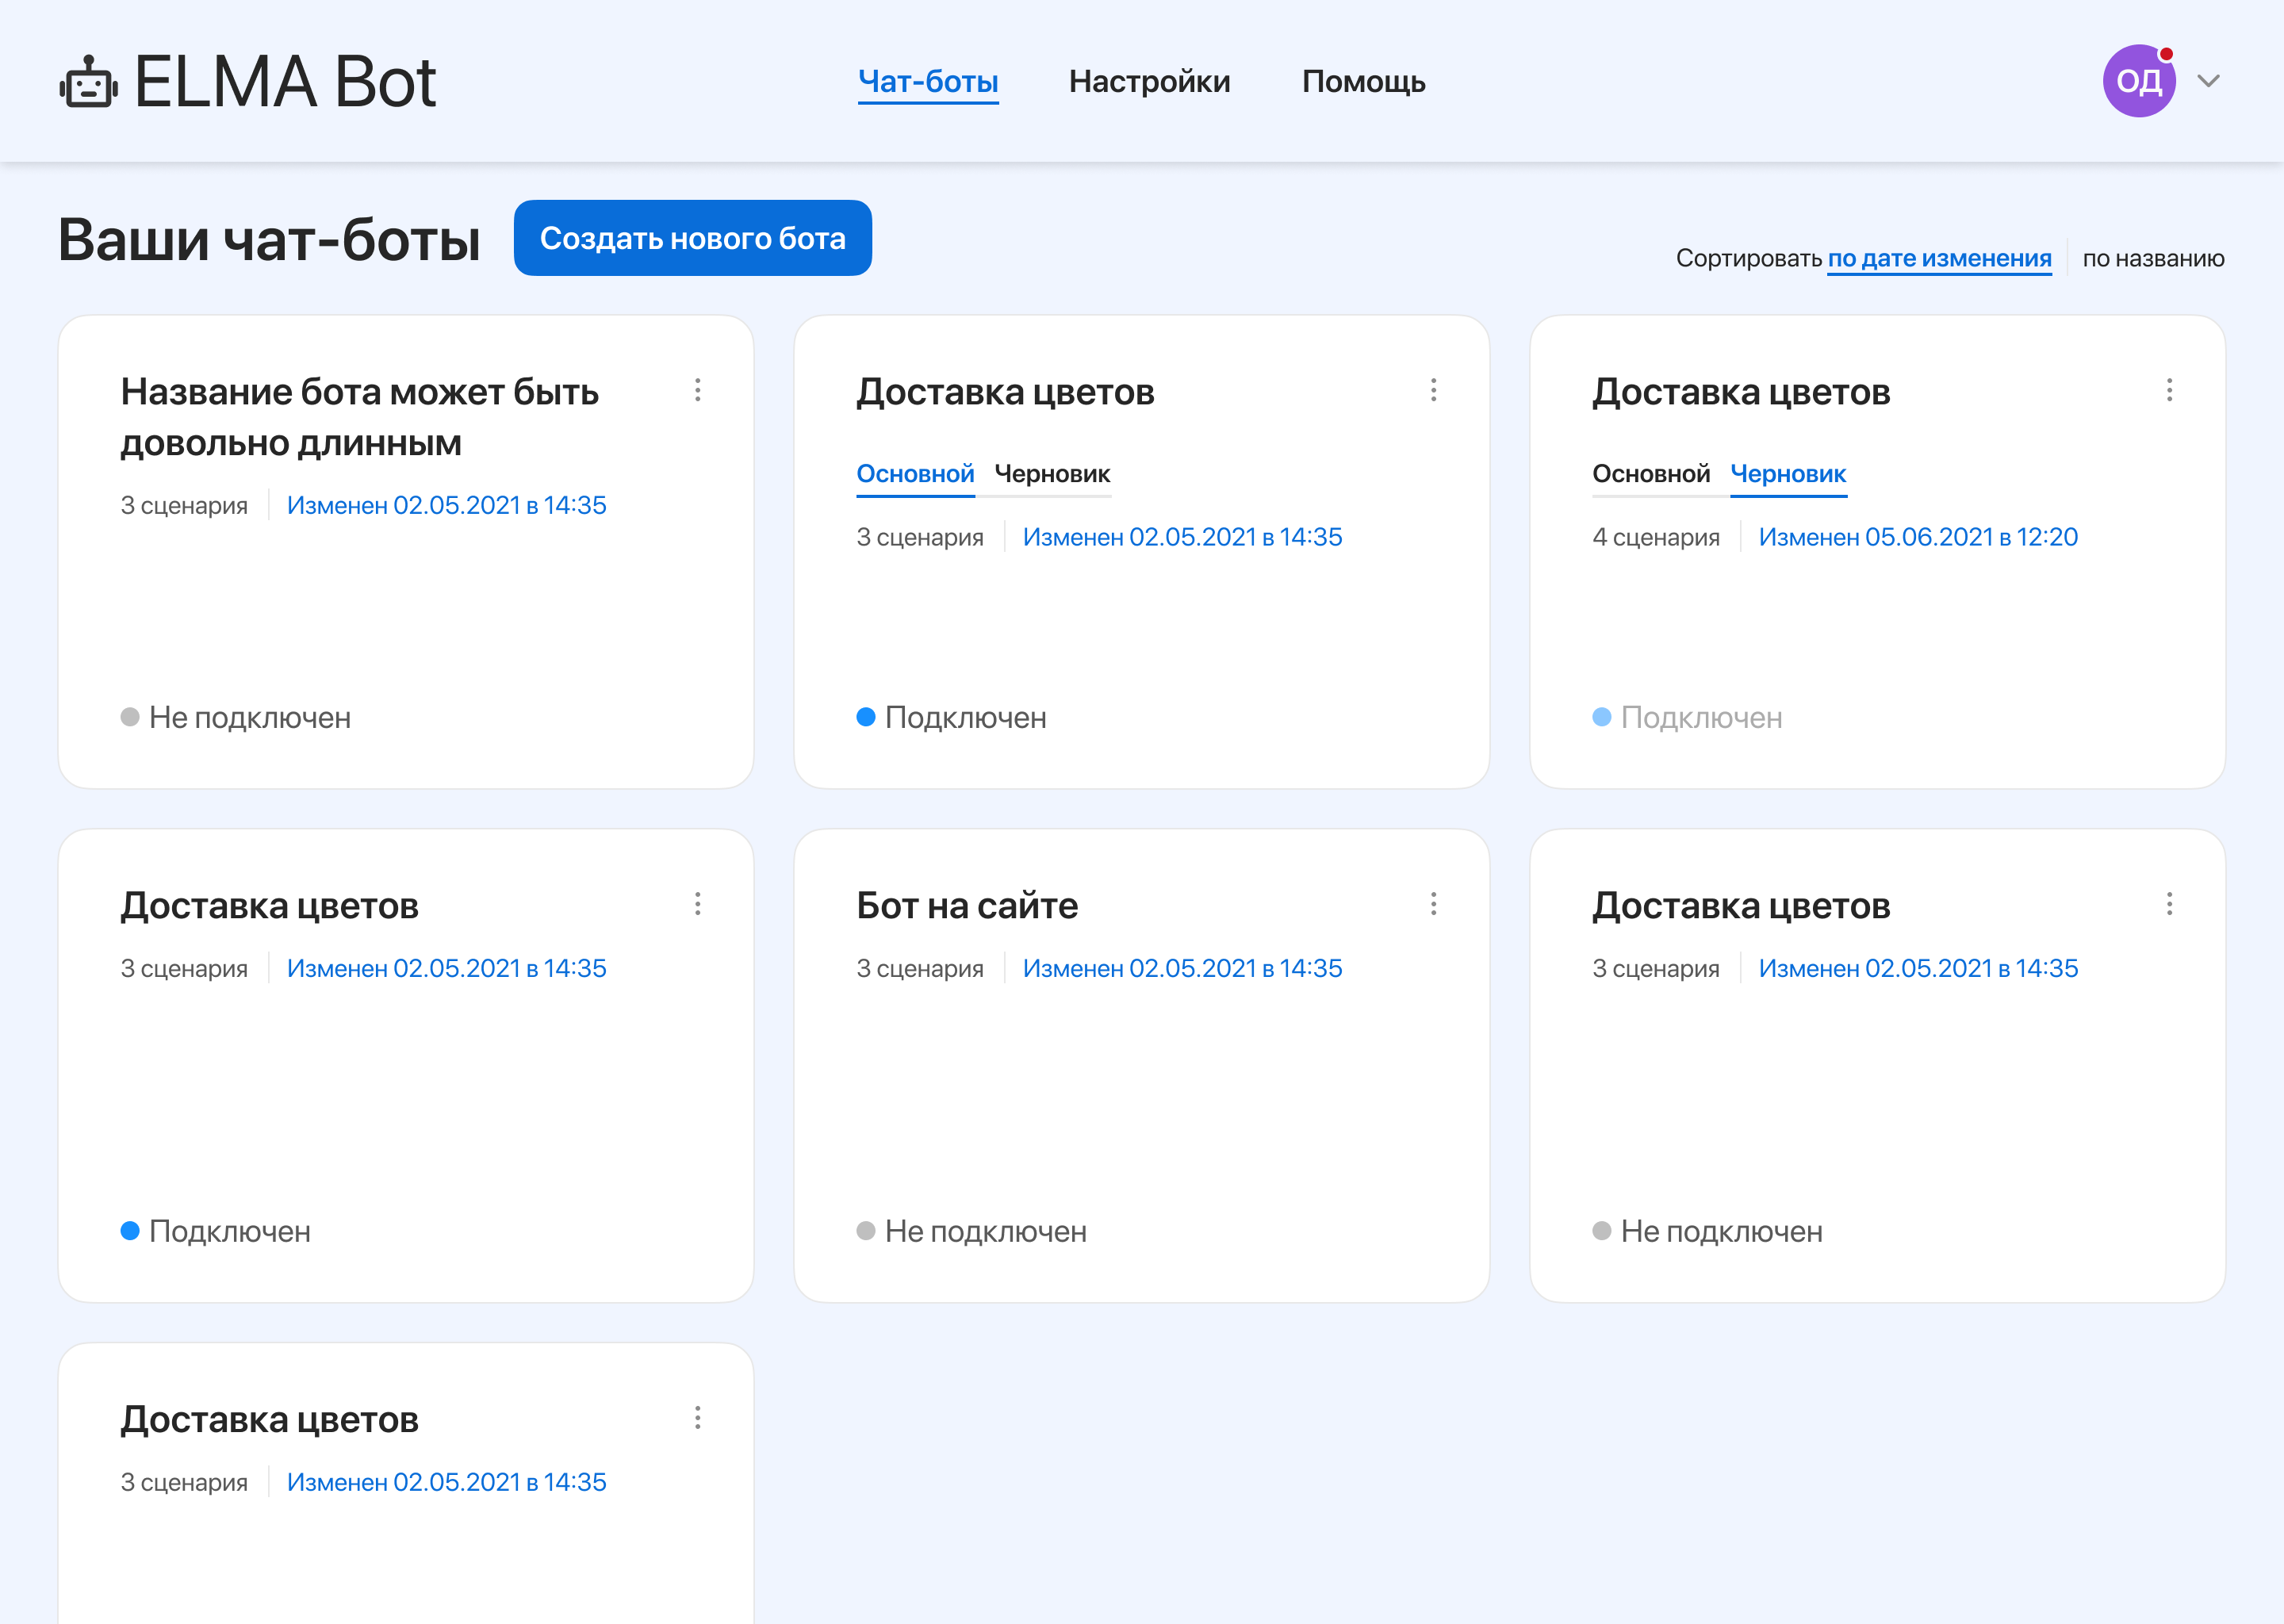 ELMA Bot
Чат-боты
Настройки
Помощь
ОД
Ваши чат-боты
Создать нового бота
Сортировать по дате изменения
по названию
Название бота может быть
довольно длинным
3 сценария
Изменен 02.05.2021 в 14:35
Не подключен
Доставка цветов
Основной
Черновик
3 сценария
Изменен 02.05.2021 в 14:35
Подключен
Доставка цветов
Основной
Черновик
4 сценария
Изменен 05.06.2021 в 12:20
Подключен
Доставка цветов
3 сценария
Изменен 02.05.2021 в 14:35
Подключен
Бот на сайте
3 сценария
Изменен 02.05.2021 в 14:35
Не подключен
Доставка цветов
3 сценария
Изменен 02.05.2021 в 14:35
Не подключен
Доставка цветов
3 сценария
Изменен 02.05.2021 в 14:35